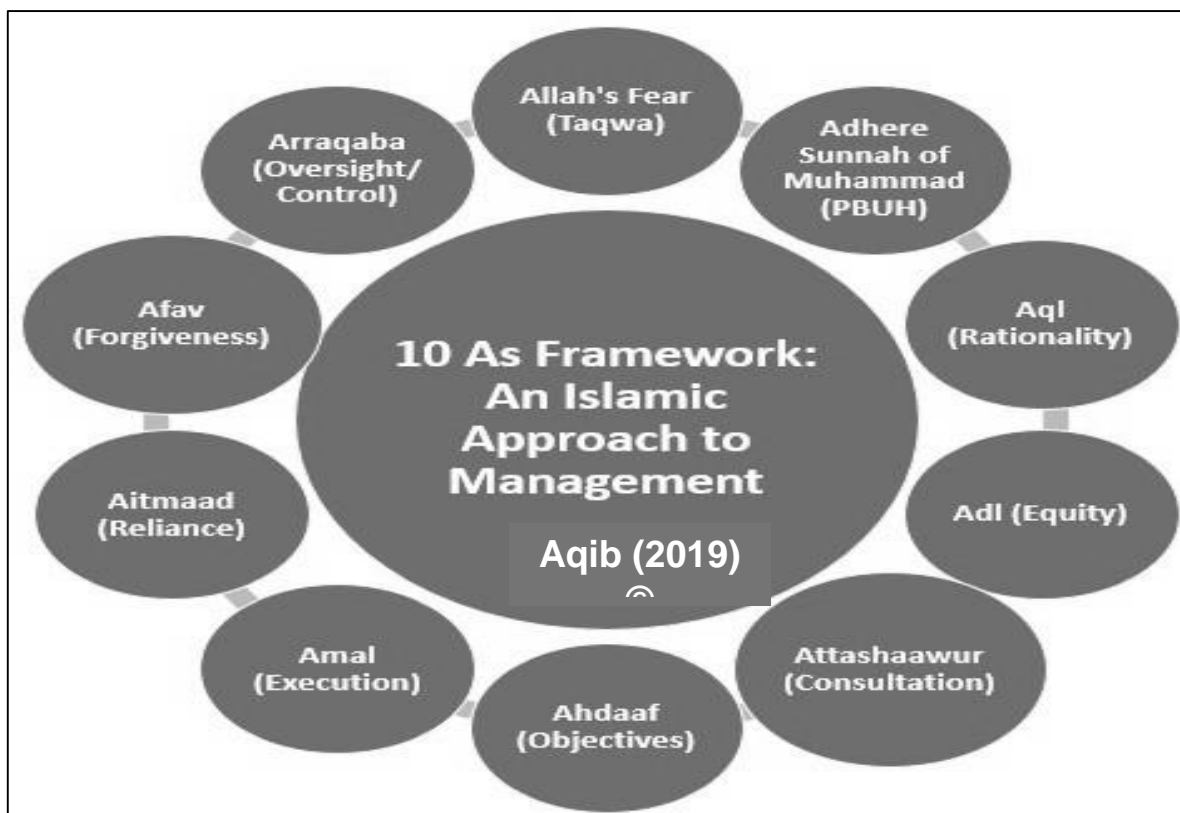 Allah's Fear
(Taqwa)
Adhere
Sunnah of
Muhammad
(PBUH)
Aql
(Rationality)
Adl (Equity)
Attashaawur
(Consultation)
Ahdaaf
(Objectives)
Amal
(Execution)
Aitmaad
(Reliance)
Afav
(Forgiveness)
Arraqaba
(Oversight/
Control)
10 As Framework:
An Islamic
Approach to
Management
Aqib (2019)
©